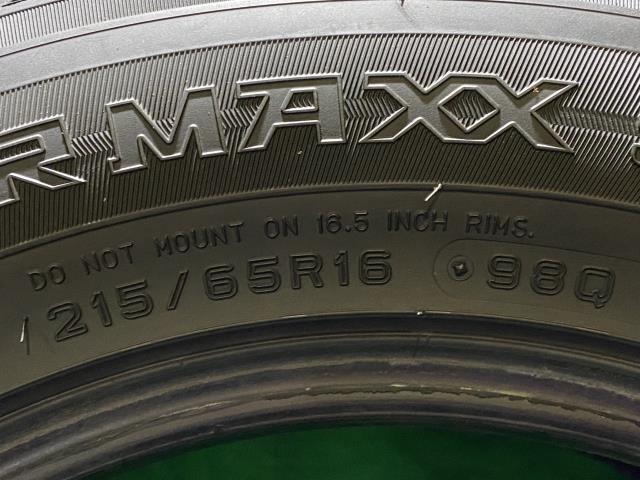 R MAXX
DO NOT MOUNT ON 16.5 INCH RIMS.
215/65R16 98Q